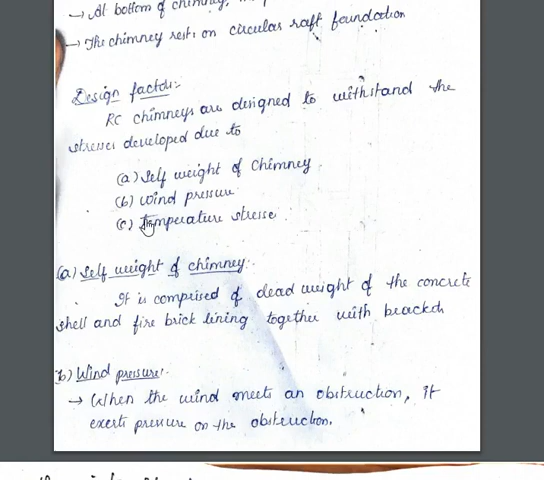 → At bottom of chimney,
→ The chimney rests on circular raft foundation
Design factor:-
RC chimneys are designed to withstand the
stresses developed due to
(a) Self weight of Chimney.
(b) Wind pressure
(c) Temperature stresse.
(a) Self weight of chimney:-
It is comprised of dead weight of the concrete
shell and fire brick lining together with brackd
b) Wind pressure:-
→ When the wind meets an obstruction, it
exerts pressure on the obstruction.